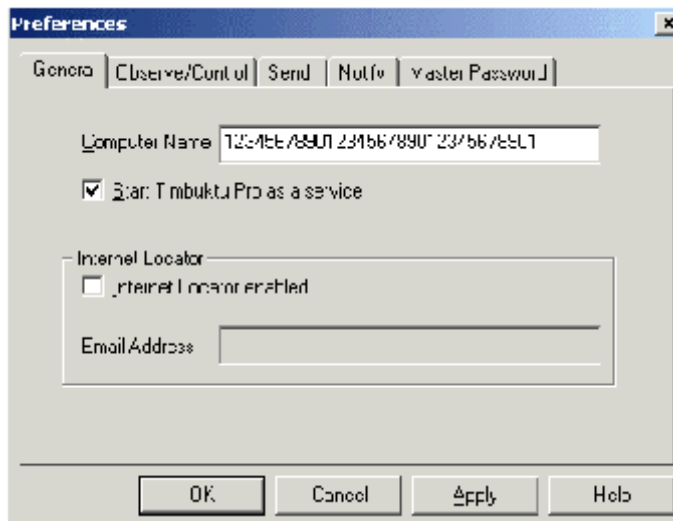 Preferences
General Observe/Control Send Notify Master Password
Computer Name 1234567890123456789012345678901
Start Timbuktu Pro as a service
Internet Locator
Internet Locator enabled
Email Address
OK Cancel Apply Help